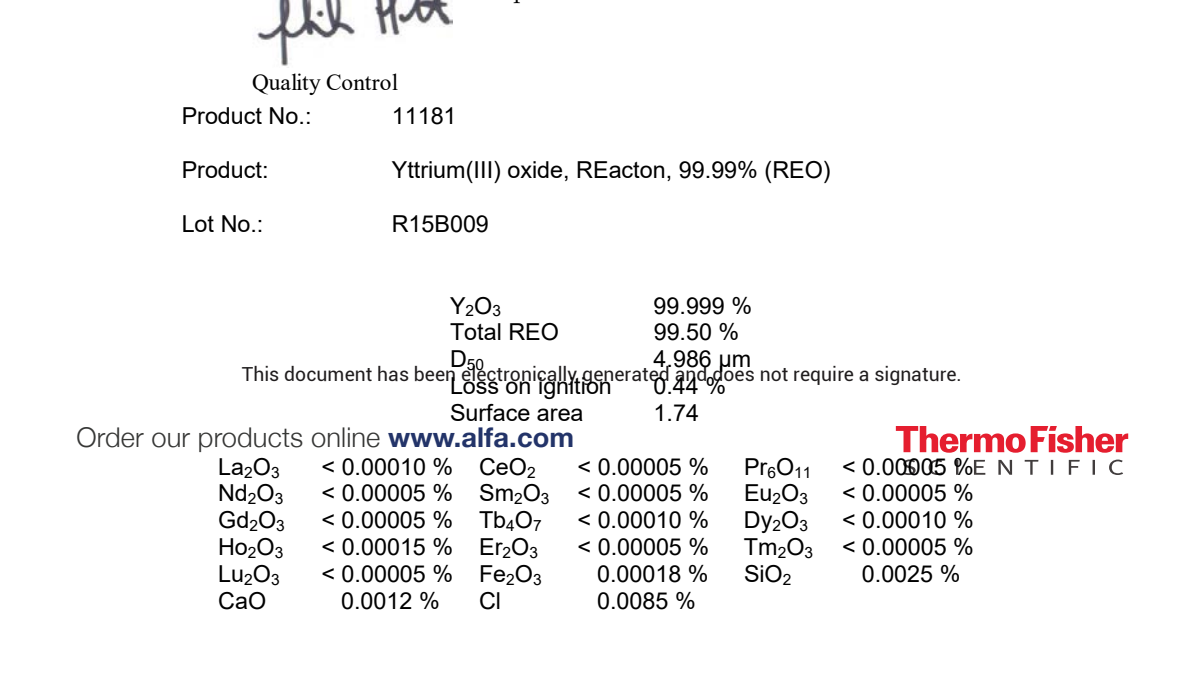 Quality Control
Product No.: 11181
Product: Yttrium(III) oxide, REacton, 99.99% (REO)
Lot No.: R15B009
Y₂O₃ 99.999 %
Total REO 99.50 %
D₅₀ 4.986 µm
This document has been electronically generated and does not require a signature.
Loss on ignition 0.44 %
Surface area 1.74
Order our products online www.alfa.com
ThermoFisher
SCIENTIFIC
La₂O₃ < 0.00010 % CeO₂ < 0.00005 % Pr₆O₁₁ < 0.00005 %
Nd₂O₃ < 0.00005 % Sm₂O₃ < 0.00005 % Eu₂O₃ < 0.00005 %
Gd₂O₃ < 0.00005 % Tb₄O₇ < 0.00010 % Dy₂O₃ < 0.00010 %
Ho₂O₃ < 0.00015 % Er₂O₃ < 0.00005 % Tm₂O₃ < 0.00005 %
Lu₂O₃ < 0.00005 % Fe₂O₃ 0.00018 % SiO₂ 0.0025 %
CaO 0.0012 % Cl 0.0085 %